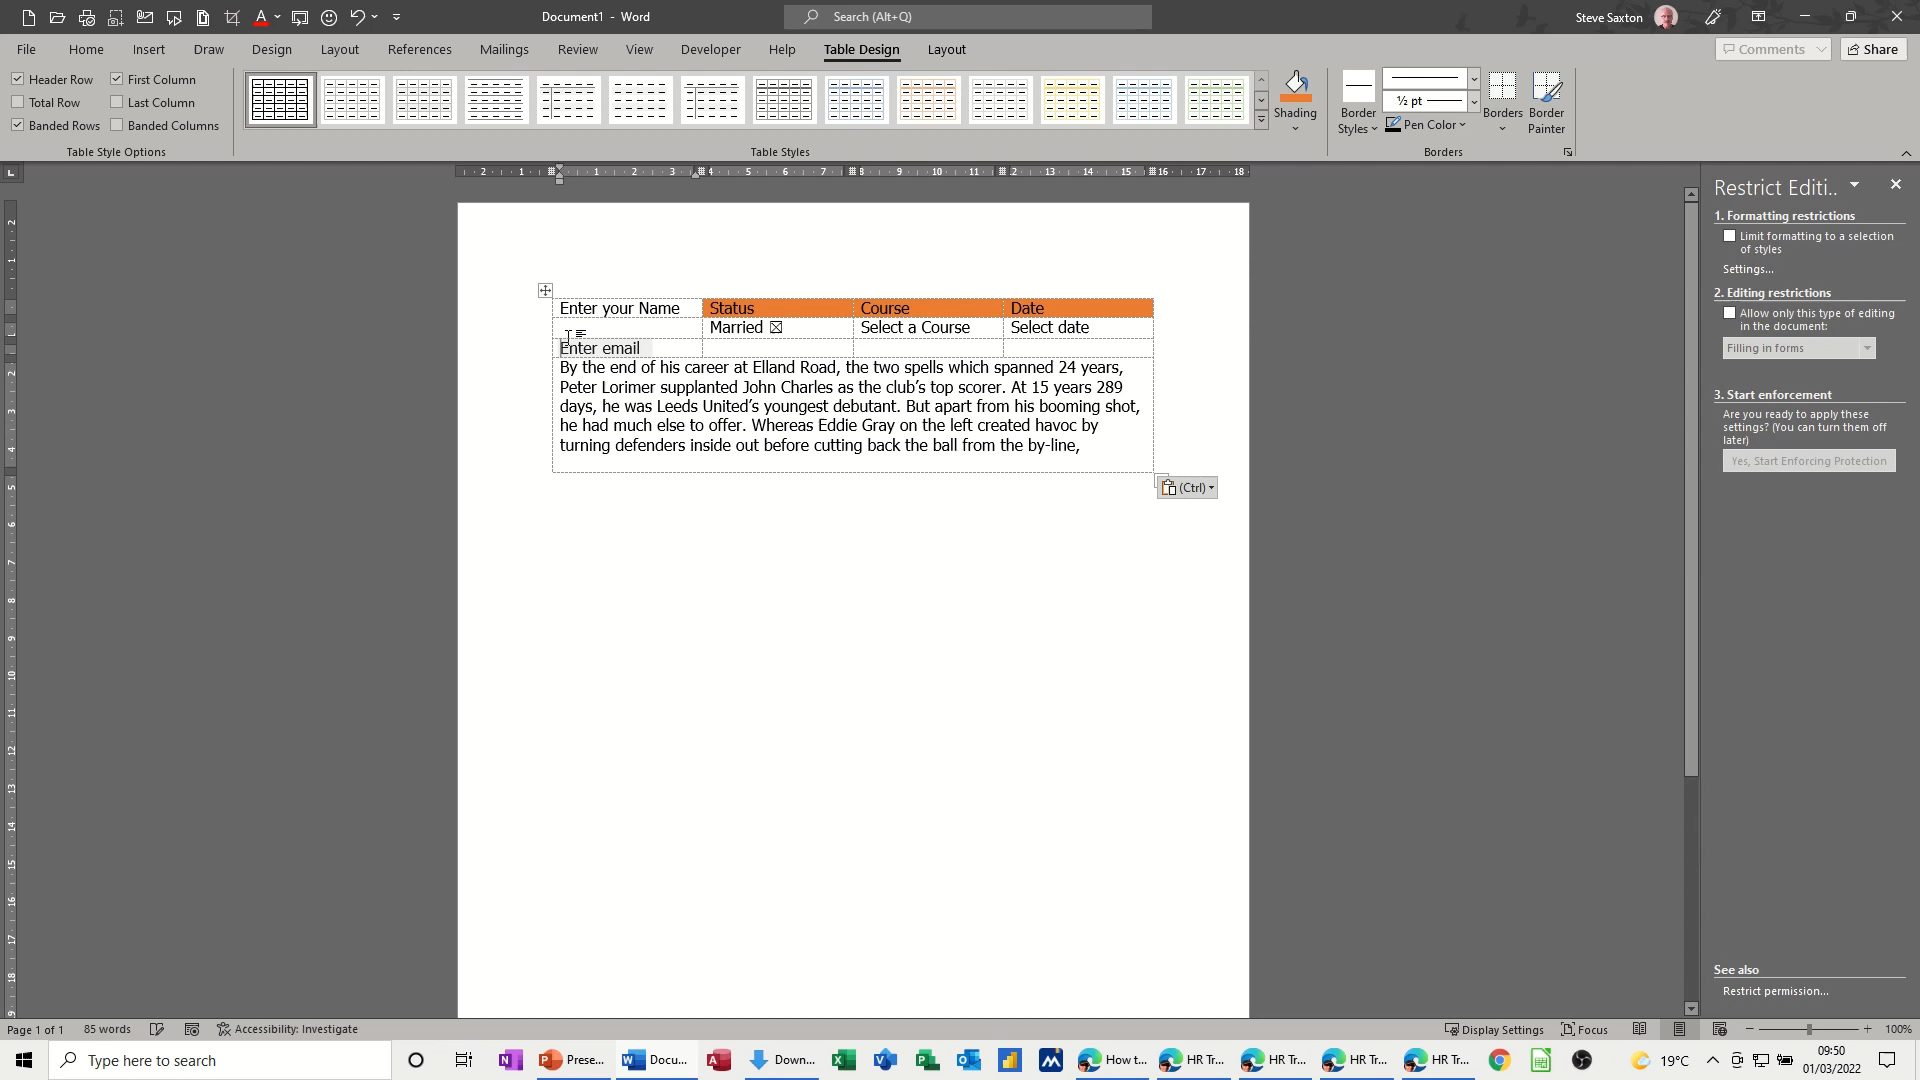 Document1 - Word
Search (Alt+Q)
Steve Saxton
File Home Insert Draw Design Layout References Mailings Review View Developer Help Table Design Layout
Comments
Share
Header Row
First Column
Total Row
Last Column
Banded Rows
Banded Columns
Table Style Options
Table Styles
Shading
Border Styles
½ pt
Pen Color
Borders
Border Painter
Borders
Restrict Editi..
1. Formatting restrictions
Limit formatting to a selection
of styles
Settings...
2. Editing restrictions
Allow only this type of editing
in the document:
Filling in forms
3. Start enforcement
Are you ready to apply these
settings? (You can turn them off
later)
Yes, Start Enforcing Protection
See also
Restrict permission...
Enter your Name Status Course Date
Married ☒ Select a Course Select date
Enter email
By the end of his career at Elland Road, the two spells which spanned 24 years,
Peter Lorimer supplanted John Charles as the club’s top scorer. At 15 years 289
days, he was Leeds United’s youngest debutant. But apart from his booming shot,
he had much else to offer. Whereas Eddie Gray on the left created havoc by
turning defenders inside out before cutting back the ball from the by-line,
(Ctrl)
Page 1 of 1 85 words Accessibility: Investigate
Display Settings Focus 100%
Type here to search
Prese... Docu... Down... How t... HR Tr... HR Tr... HR Tr... HR Tr...
19°C
09:50
01/03/2022